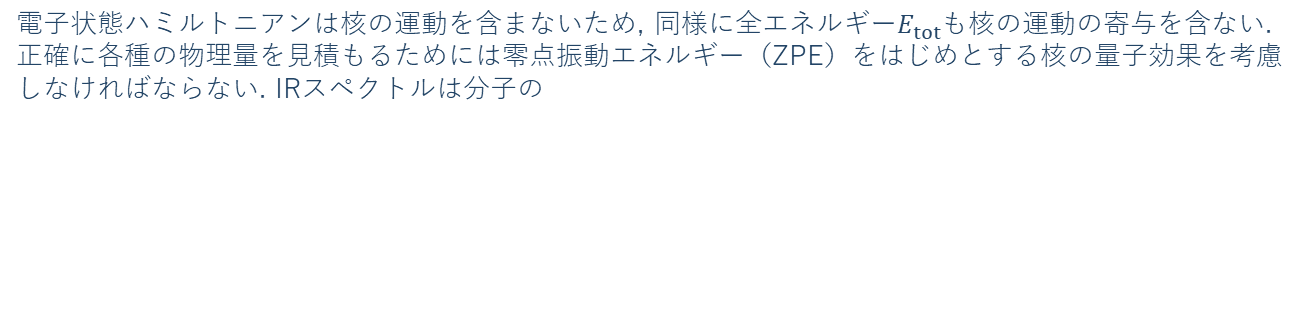 電子状態ハミルトニアンは核の運動を含まないため, 同様に全エネルギーE_totも核の運動の寄与を含ない.
正確に各種の物理量を見積もるためには零点振動エネルギー（ZPE）をはじめとする核の量子効果を考慮
しなければならない. IRスペクトルは分子の